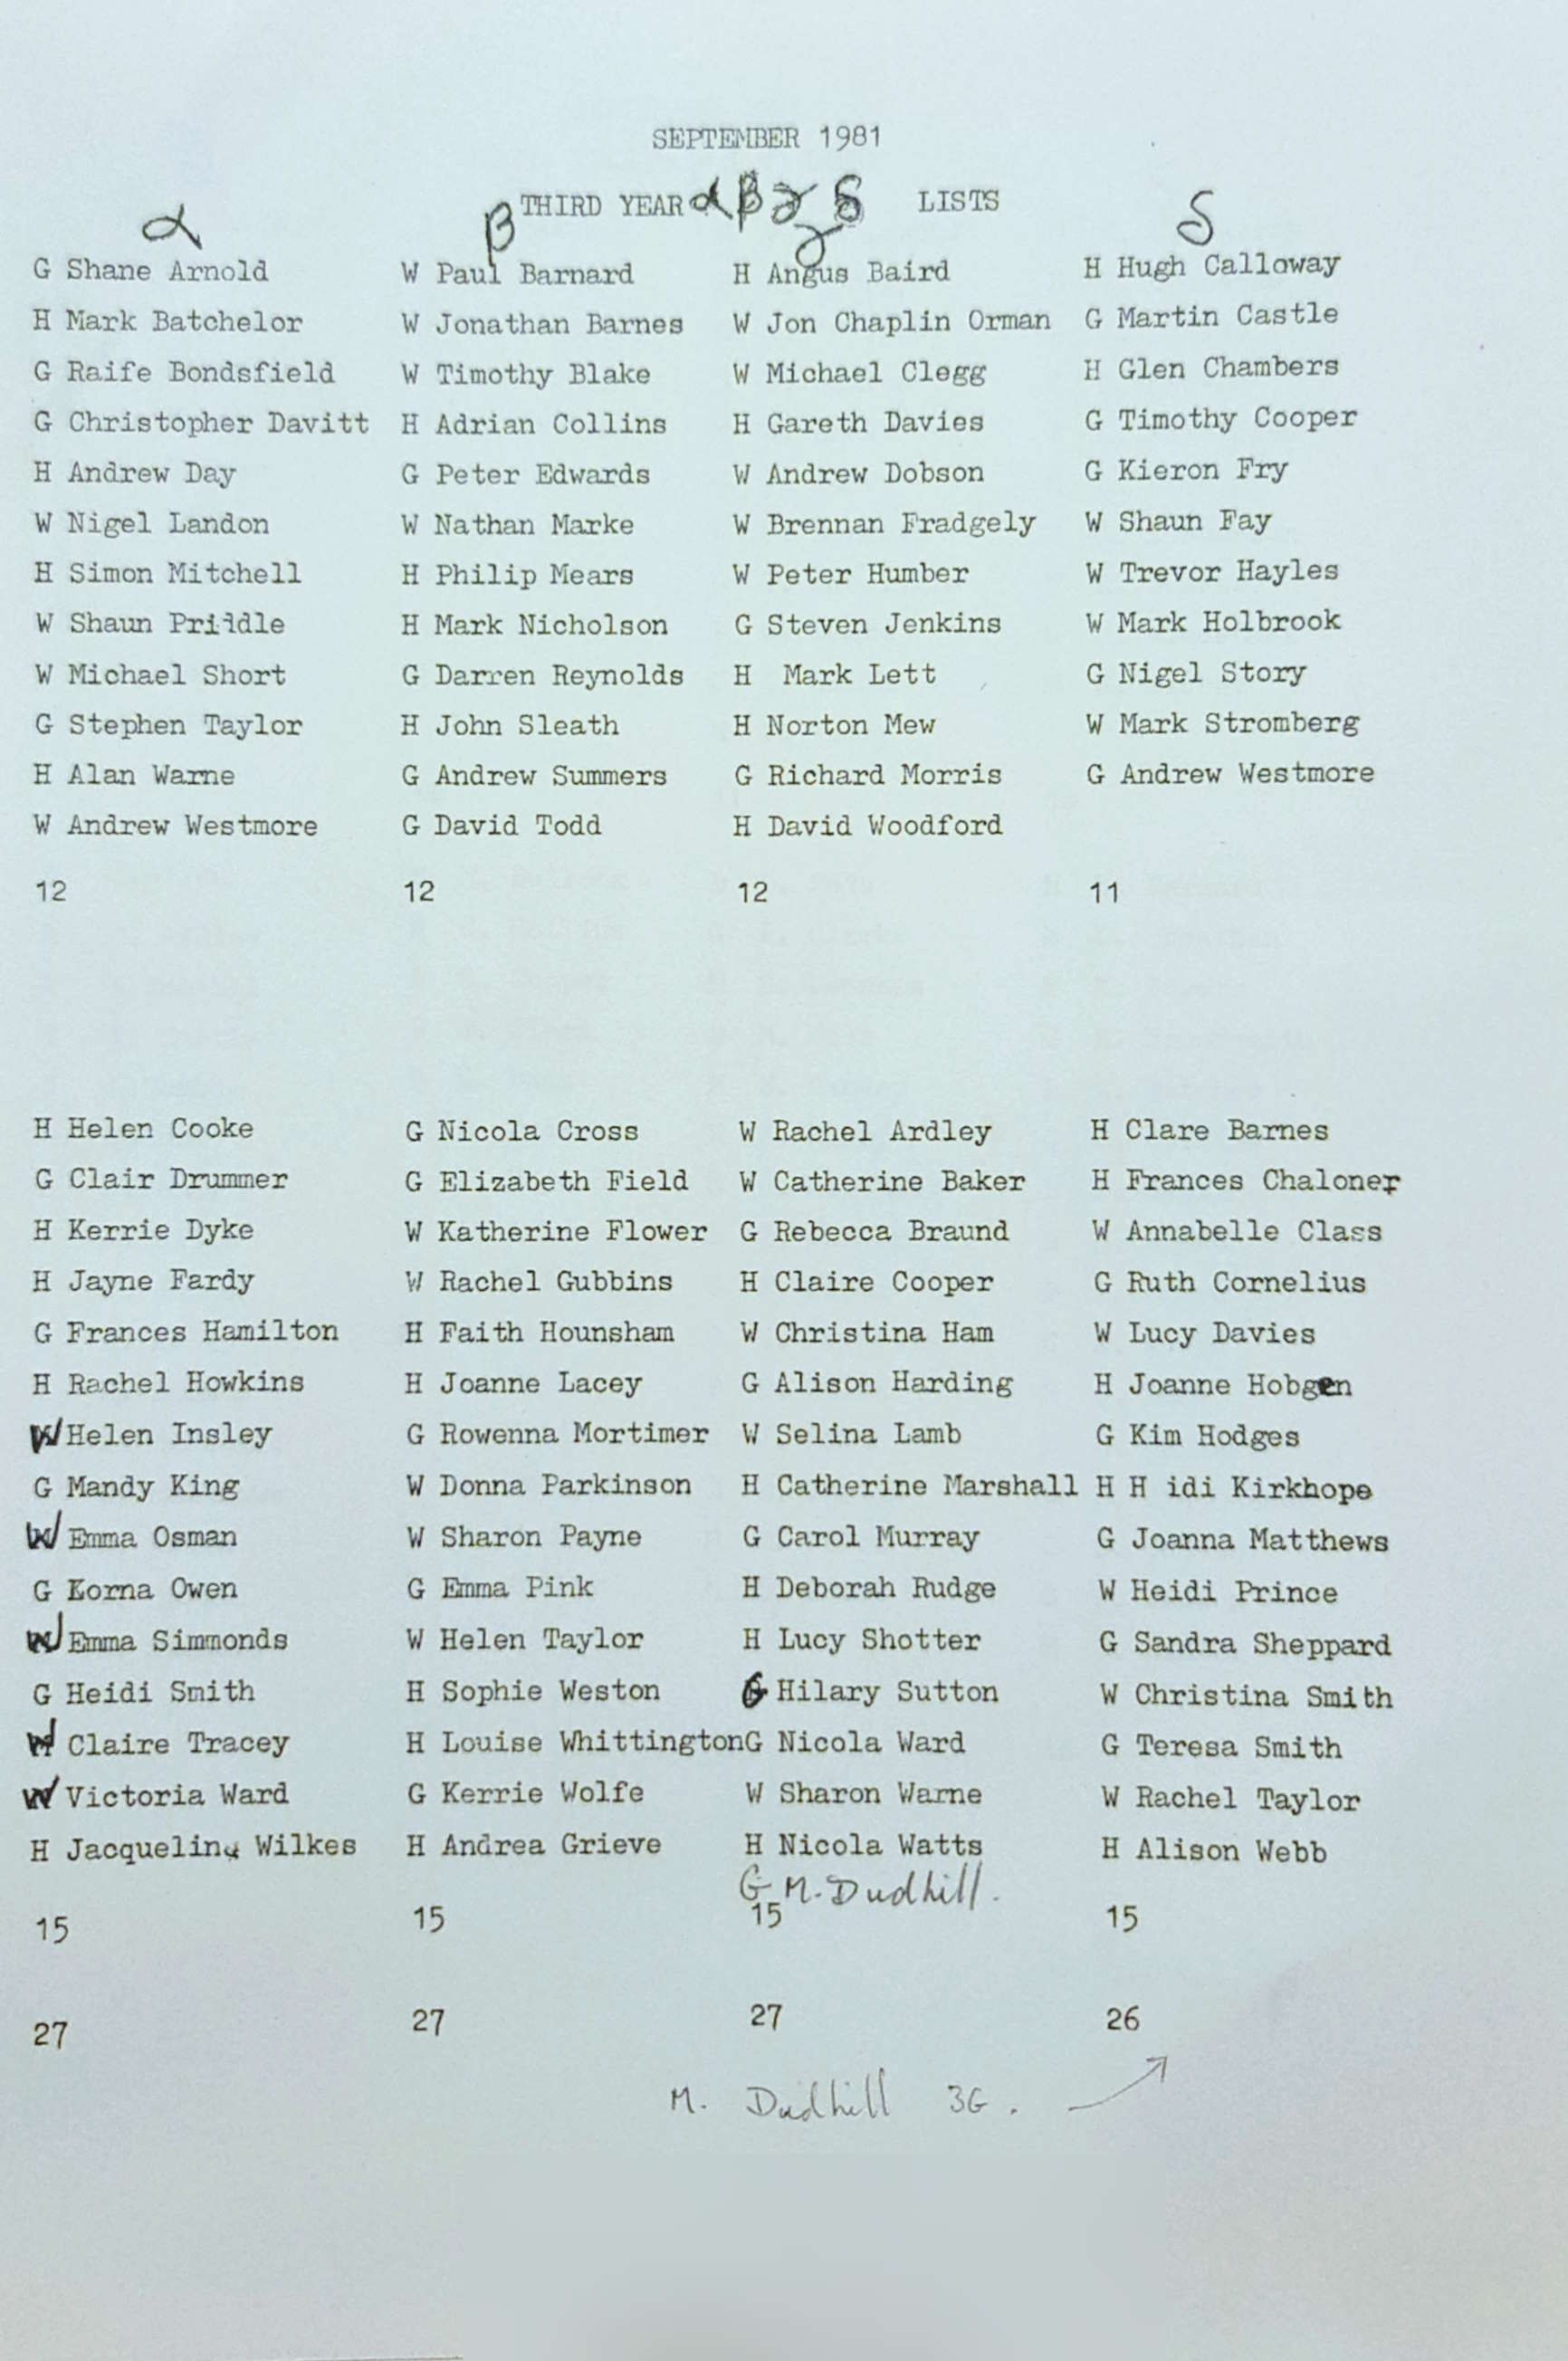 SEPTEMBER 1981
THIRD YEAR α β γ δ LISTS
α
G Shane Arnold
H Mark Batchelor
G Raife Bondsfield
G Christopher Davitt
H Andrew Day
W Nigel Landon
H Simon Mitchell
W Shaun Priddle
W Michael Short
G Stephen Taylor
H Alan Warne
W Andrew Westmore
12
β
W Paul Barnard
W Jonathan Barnes
W Timothy Blake
H Adrian Collins
G Peter Edwards
W Nathan Marke
H Philip Mears
H Mark Nicholson
G Darren Reynolds
H John Sleath
G Andrew Summers
G David Todd
12
γ
H Angus Baird
W Jon Chaplin Orman
W Michael Clegg
H Gareth Davies
W Andrew Dobson
W Brennan Fradgely
W Peter Humber
G Steven Jenkins
H Mark Lett
H Norton Mew
G Richard Morris
H David Woodford
12
δ
H Hugh Calloway
G Martin Castle
H Glen Chambers
G Timothy Cooper
G Kieron Fry
W Shaun Fay
W Trevor Hayles
W Mark Holbrook
G Nigel Story
W Mark Stromberg
G Andrew Westmore
11
H Helen Cooke
G Clair Drummer
H Kerrie Dyke
H Jayne Fardy
G Frances Hamilton
H Rachel Howkins
W Helen Insley
G Mandy King
W Emma Osman
G Lorna Owen
W Emma Simmonds
G Heidi Smith
W Claire Tracey
W Victoria Ward
H Jacqueline Wilkes
15
27
G Nicola Cross
G Elizabeth Field
W Katherine Flower
W Rachel Gubbins
H Faith Hounsham
H Joanne Lacey
G Rowenna Mortimer
W Donna Parkinson
W Sharon Payne
G Emma Pink
W Helen Taylor
H Sophie Weston
H Louise Whittington
G Kerrie Wolfe
H Andrea Grieve
15
27
W Rachel Ardley
W Catherine Baker
G Rebecca Braund
H Claire Cooper
W Christina Ham
G Alison Harding
W Selina Lamb
H Catherine Marshall
G Carol Murray
H Deborah Rudge
H Lucy Shotter
G Hilary Sutton
G Nicola Ward
W Sharon Warne
H Nicola Watts
G M. Dudhill.
15
27
H Clare Barnes
H Frances Chaloner
W Annabelle Class
G Ruth Cornelius
W Lucy Davies
H Joanne Hobgen
G Kim Hodges
H H idi Kirkhope
G Joanna Matthews
W Heidi Prince
G Sandra Sheppard
W Christina Smith
G Teresa Smith
W Rachel Taylor
H Alison Webb
15
26
M. Dudhill 3G. →